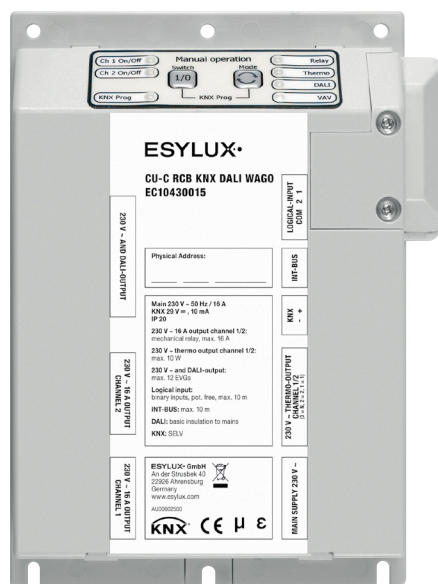 Ch 1 On/Off
Ch 2 On/Off
KNX Prog
Manual operation
Switch
Mode
1/0
KNX Prog
Relay
Thermo
DALI
VAV
ESYLUX
CU-C RCB KNX DALI WAGO
EC10430015
Physical Address:
Main 230 V ~ 50 Hz / 16 A
KNX 29 V ⎓, 10 mA
IP 20
230 V ~ 16 A output channel 1/2:
mechanical relay, max. 16 A
230 V ~ thermo output channel 1/2:
max. 10 W
230 V ~ and DALI-output:
max. 12 EVGs
Logical input:
binary inputs, pot. free, max. 10 m
INT-BUS: max. 10 m
DALI: basic insulation to mains
KNX: SELV
ESYLUX GmbH
An der Strusbek 40
22926 Ahrensburg
Germany
www.esylux.com
AU00602500
KNX CE µ ε
230 V ~ AND DALI-OUTPUT
230 V ~ 16 A OUTPUT
CHANNEL 2
230 V ~ 16 A OUTPUT
CHANNEL 1
LOGICAL-INPUT
COM 2 1
INT-BUS
KNX
- +
230 V ~ THERMO-OUTPUT
CHANNEL 1/2
MAIN SUPPLY 230 V ~